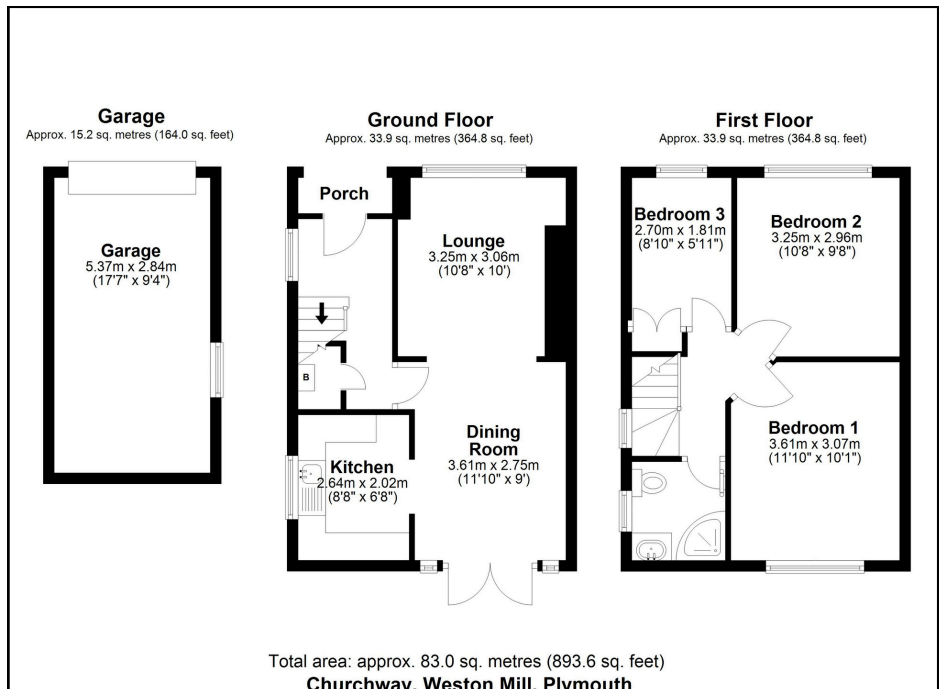 Garage
Approx. 15.2 sq. metres (164.0 sq. feet)
Garage
5.37m x 2.84m
(17'7" x 9'4")
Ground Floor
Approx. 33.9 sq. metres (364.8 sq. feet)
Porch
Lounge
3.25m x 3.06m
(10'8" x 10')
B
Dining
Room
3.61m x 2.75m
(11'10" x 9')
Kitchen
2.64m x 2.02m
(8'8" x 6'8")
First Floor
Approx. 33.9 sq. metres (364.8 sq. feet)
Bedroom 3
2.70m x 1.81m
(8'10" x 5'11")
Bedroom 2
3.25m x 2.96m
(10'8" x 9'8")
Bedroom 1
3.61m x 3.07m
(11'10" x 10'1")
Total area: approx. 83.0 sq. metres (893.6 sq. feet)
Churchway, Weston Mill, Plymouth